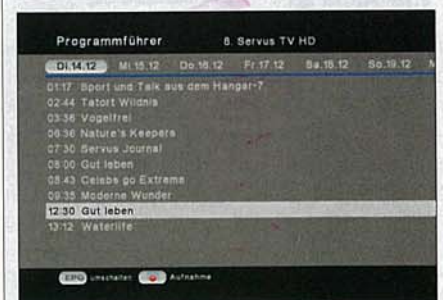 Programmführer 8. Servus TV HD
Di.14.12 Mi.15.12 Do.16.12 Fr.17.12 Sa.18.12 So.19.12 M
01:17 Sport und Talk aus dem Hangar-7
02:44 Tatort Wildnis
03:36 Vogelfrei
06:36 Nature's Keepers
07:30 Servus Journal
08:00 Gut leben
08:43 Celebs go Extreme
09:35 Moderne Wunder
12:30 Gut leben
13:12 Waterlife
EPG umschalten Aufnahme